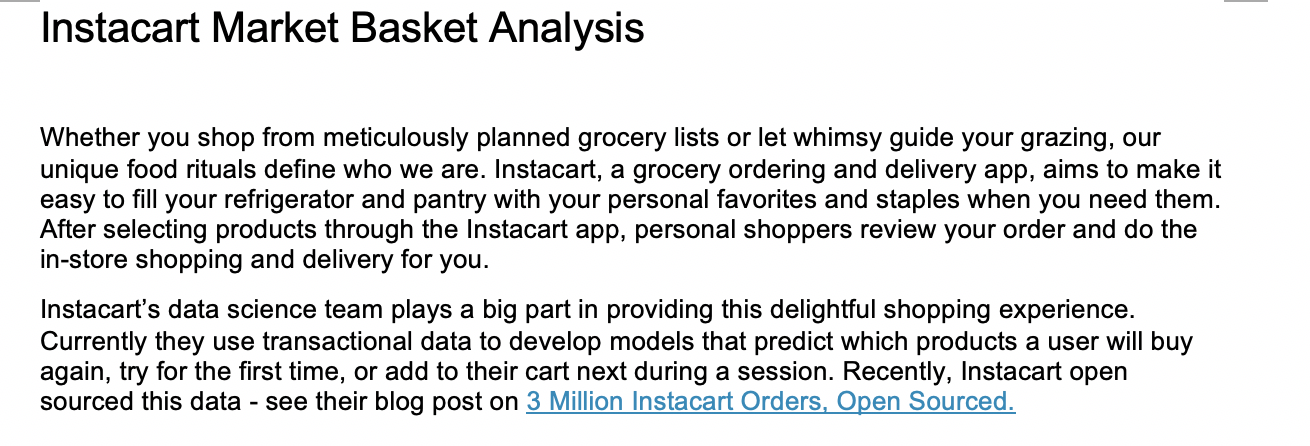 Instacart Market Basket Analysis
Whether you shop from meticulously planned grocery lists or let whimsy guide your grazing, our
unique food rituals define who we are. Instacart, a grocery ordering and delivery app, aims to make it
easy to fill your refrigerator and pantry with your personal favorites and staples when you need them.
After selecting products through the Instacart app, personal shoppers review your order and do the
in-store shopping and delivery for you.
Instacart’s data science team plays a big part in providing this delightful shopping experience.
Currently they use transactional data to develop models that predict which products a user will buy
again, try for the first time, or add to their cart next during a session. Recently, Instacart open
sourced this data - see their blog post on 3 Million Instacart Orders, Open Sourced.